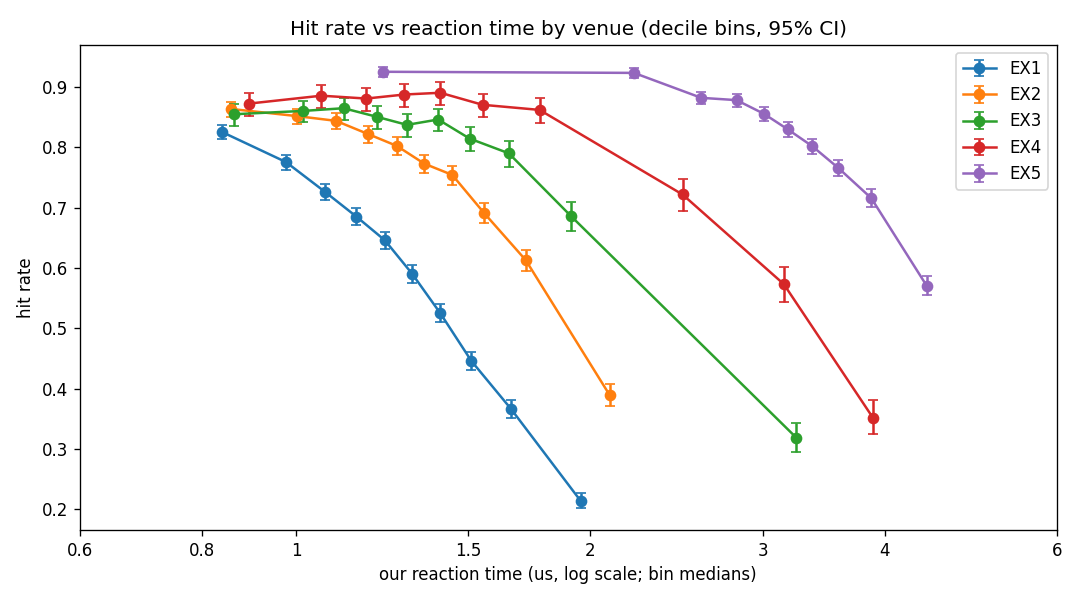 Hit rate vs reaction time by venue (decile bins, 95% CI)
hit rate
0.9
0.8
0.7
0.6
0.5
0.4
0.3
0.2
EX1
EX2
EX3
EX4
EX5
0.6 0.8 1 1.5 2 3 4 6
our reaction time (us, log scale; bin medians)